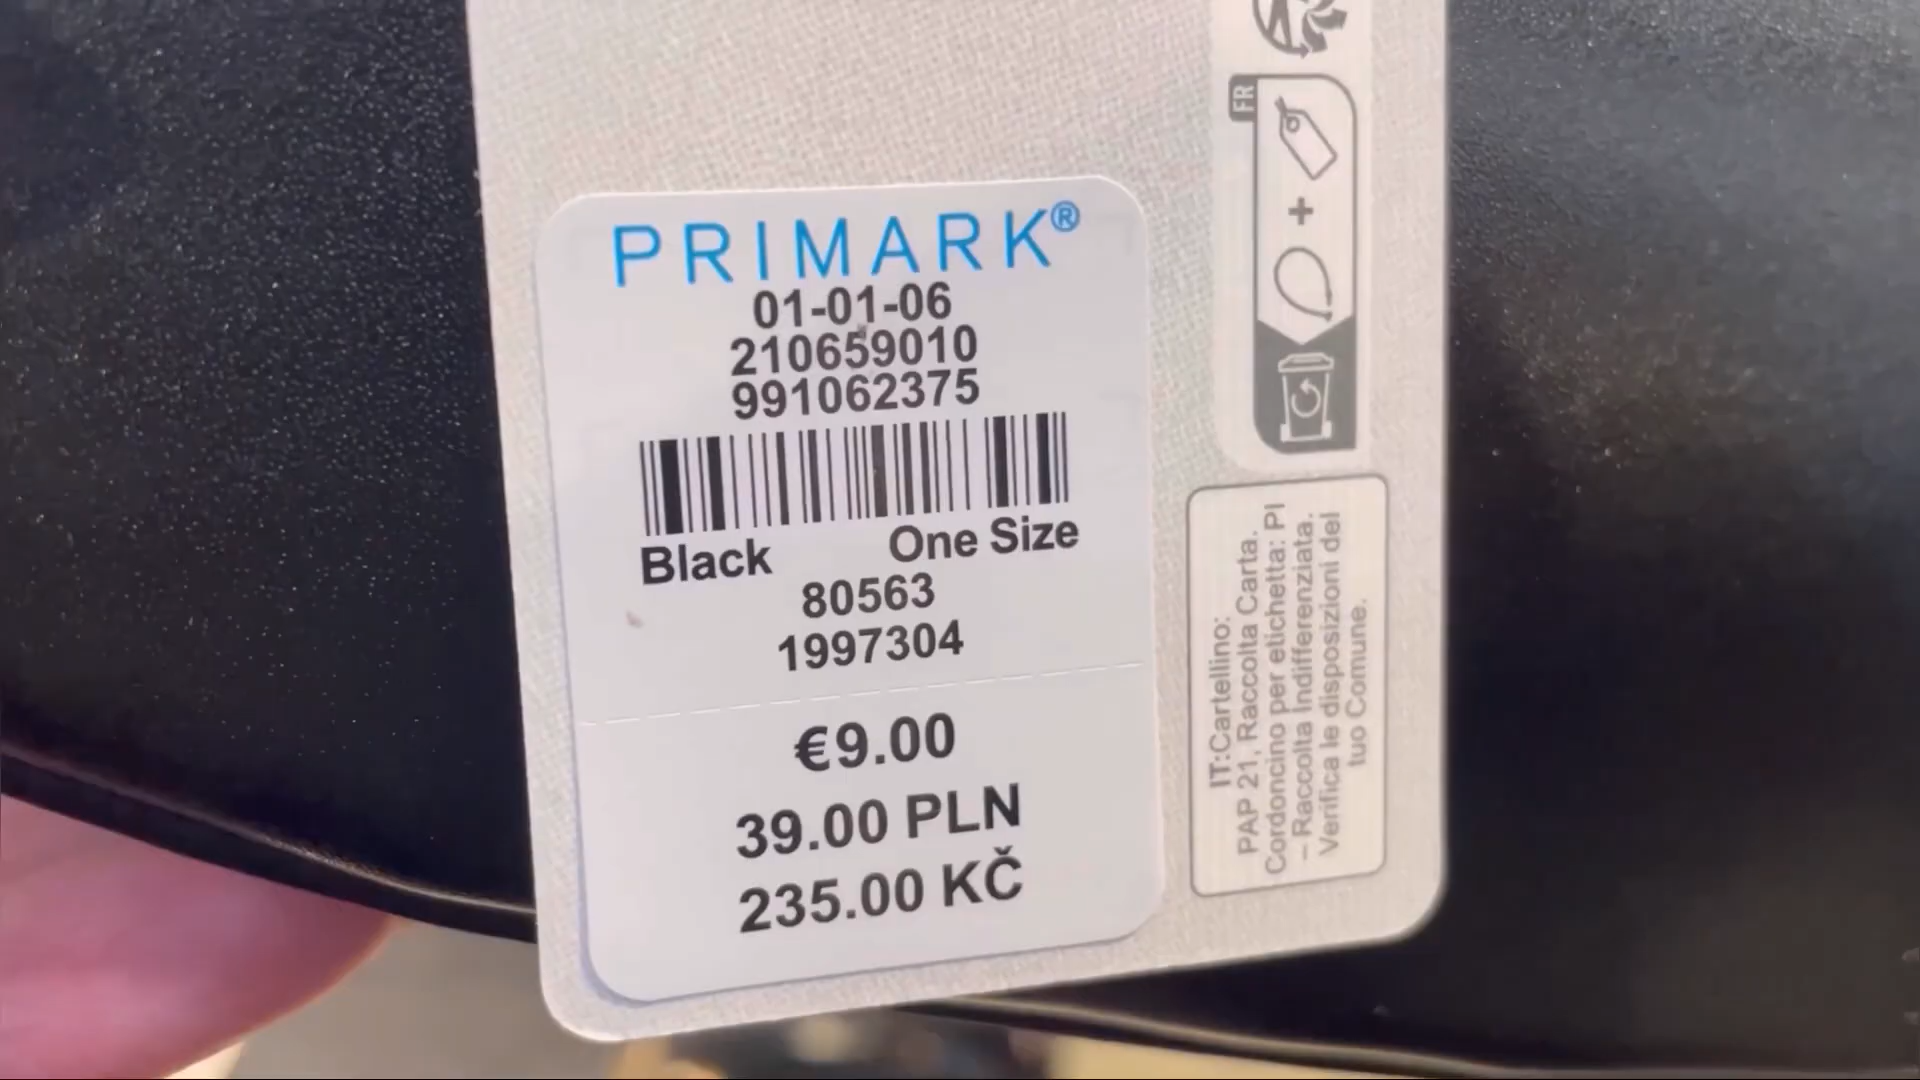 PRIMARK®
01-01-06
210659010
991062375
Black One Size
80563
1997304
€9.00
39.00 PLN
235.00 KČ
FR
+
IT:Cartellino:
PAP 21, Raccolta Carta.
Cordoncino per etichetta: PI
– Raccolta Indifferenziata.
Verifica le disposizioni del
tuo Comune.